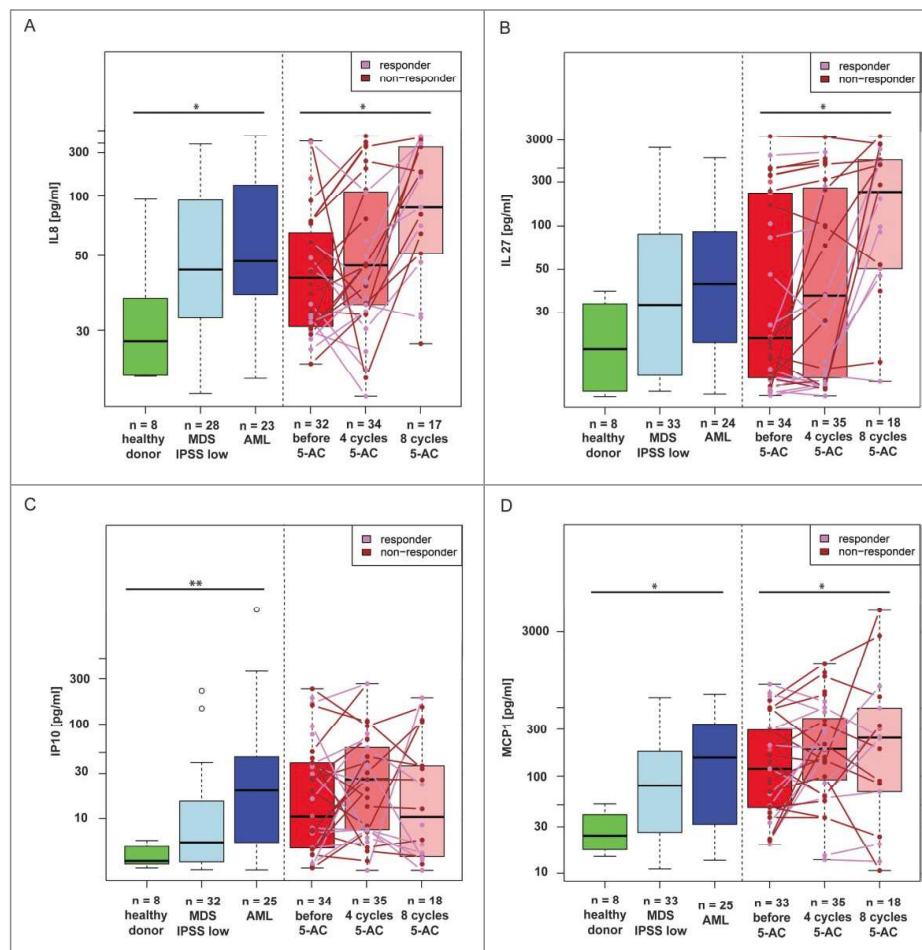 A
responder
non-responder
*
*
IL8 [pg/ml]
300
100
50
30
n = 8
healthy
donor
n = 28
MDS
IPSS low
n = 23
AML
n = 32
before
5-AC
n = 34
4 cycles
5-AC
n = 17
8 cycles
5-AC
B
responder
non-responder
*
IL 27 [pg/ml]
3000
300
100
50
30
n = 8
healthy
donor
n = 33
MDS
IPSS low
n = 24
AML
n = 34
before
5-AC
n = 35
4 cycles
5-AC
n = 18
8 cycles
5-AC
C
responder
non-responder
**
IP10 [pg/ml]
300
100
30
10
n = 8
healthy
donor
n = 32
MDS
IPSS low
n = 25
AML
n = 34
before
5-AC
n = 35
4 cycles
5-AC
n = 18
8 cycles
5-AC
D
responder
non-responder
*
*
MCP1 [pg/ml]
3000
300
100
30
10
n = 8
healthy
donor
n = 33
MDS
IPSS low
n = 25
AML
n = 33
before
5-AC
n = 35
4 cycles
5-AC
n = 18
8 cycles
5-AC